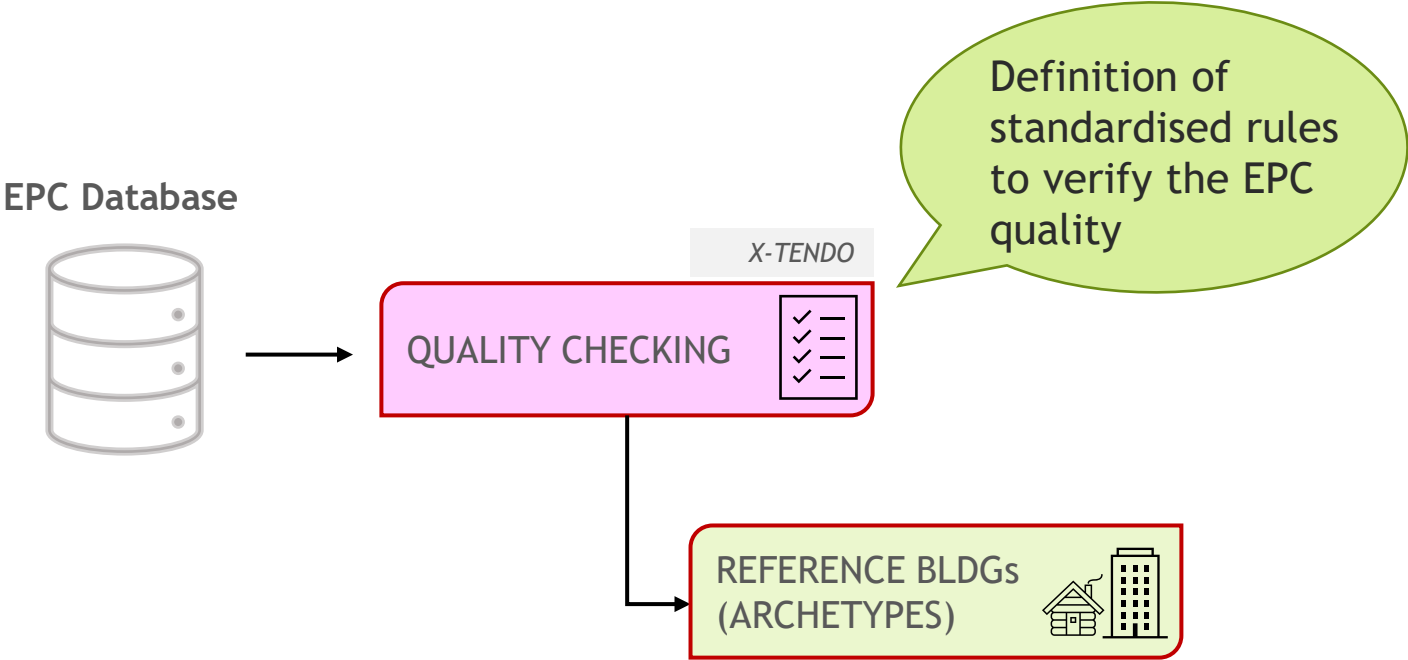 Definition of
standardised rules
to verify the EPC
quality
EPC Database
X-TENDO
QUALITY CHECKING
REFERENCE BLDGs
(ARCHETYPES)